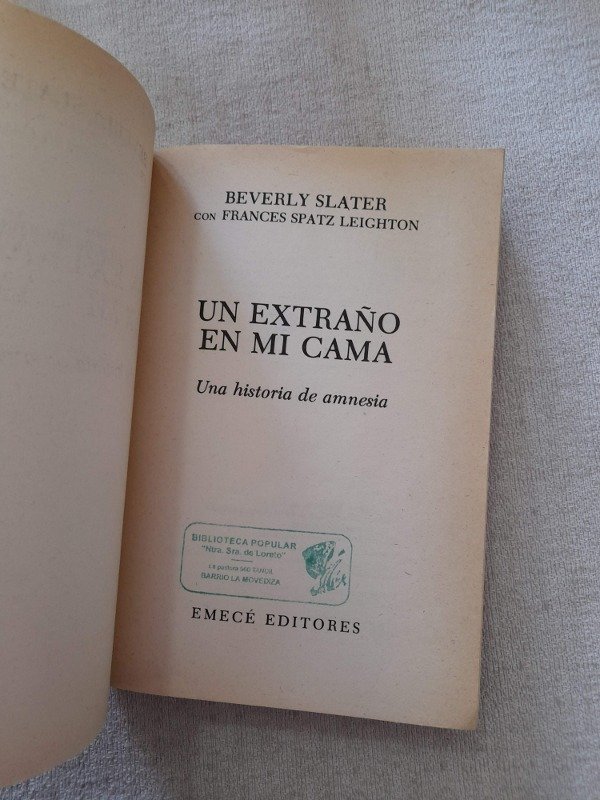 BEVERLY SLATER
CON FRANCES SPATZ LEIGHTON
UN EXTRAÑO
EN MI CAMA
Una historia de amnesia
BIBLIOTECA POPULAR
"Ntra. Sra. de Loreto"
BARRIO LA MOVEDIZA
EMECÉ EDITORES